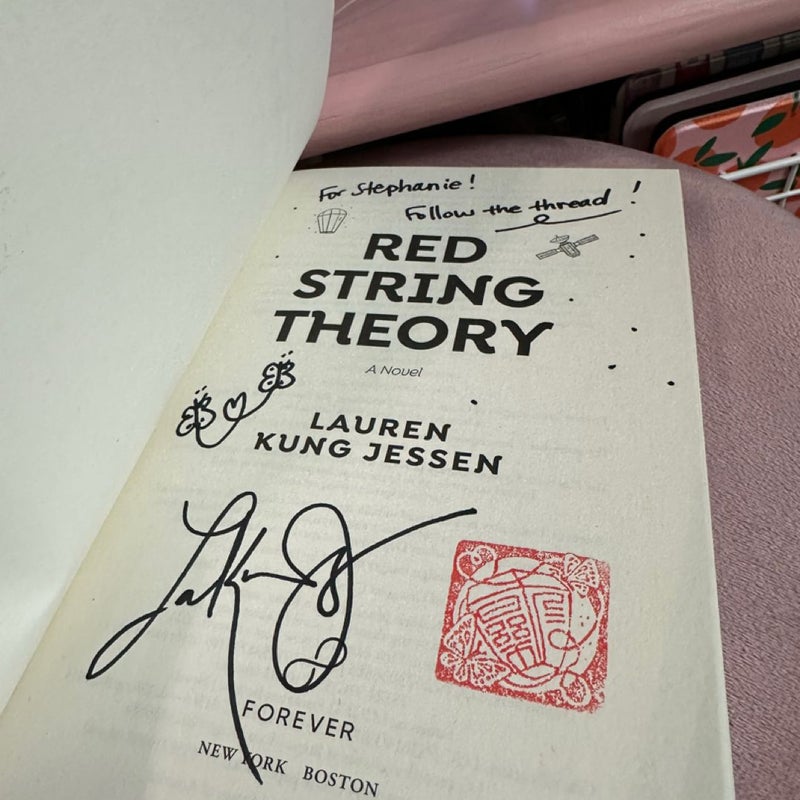 For Stephanie!
Follow the thread!
RED
STRING
THEORY
A Novel
LAUREN
KUNG JESSEN
FOREVER
NEW YORK BOSTON